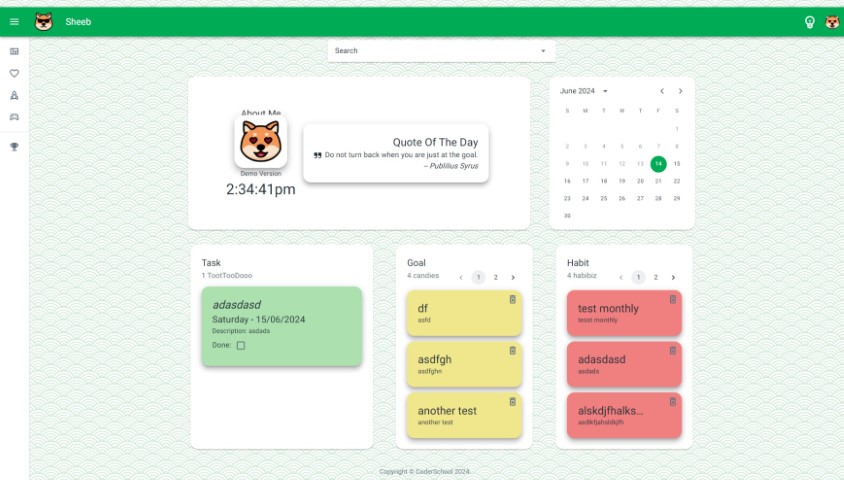 Sheeb
Search
About Me
Demo Version
2:34:41pm
Quote Of The Day
Do not turn back when you are just at the goal.
-- Publilius Syrus
June 2024
S M T W T F S
1
2 3 4 5 6 7 8
9 10 11 12 13 14 15
16 17 18 19 20 21 22
23 24 25 26 27 28 29
30
Task
1 TootTooDooo
adasdasd
Saturday - 15/06/2024
Description: asdada
Done:
Goal
4 candies
1 2
df
asfd
asdfgh
asdfghn
another test
another test
Habit
4 habibiz
1 2
test monthly
tesst monthly
adasdasd
asdads
alskdjfhalks...
Copyright © CoderSchool 2024.